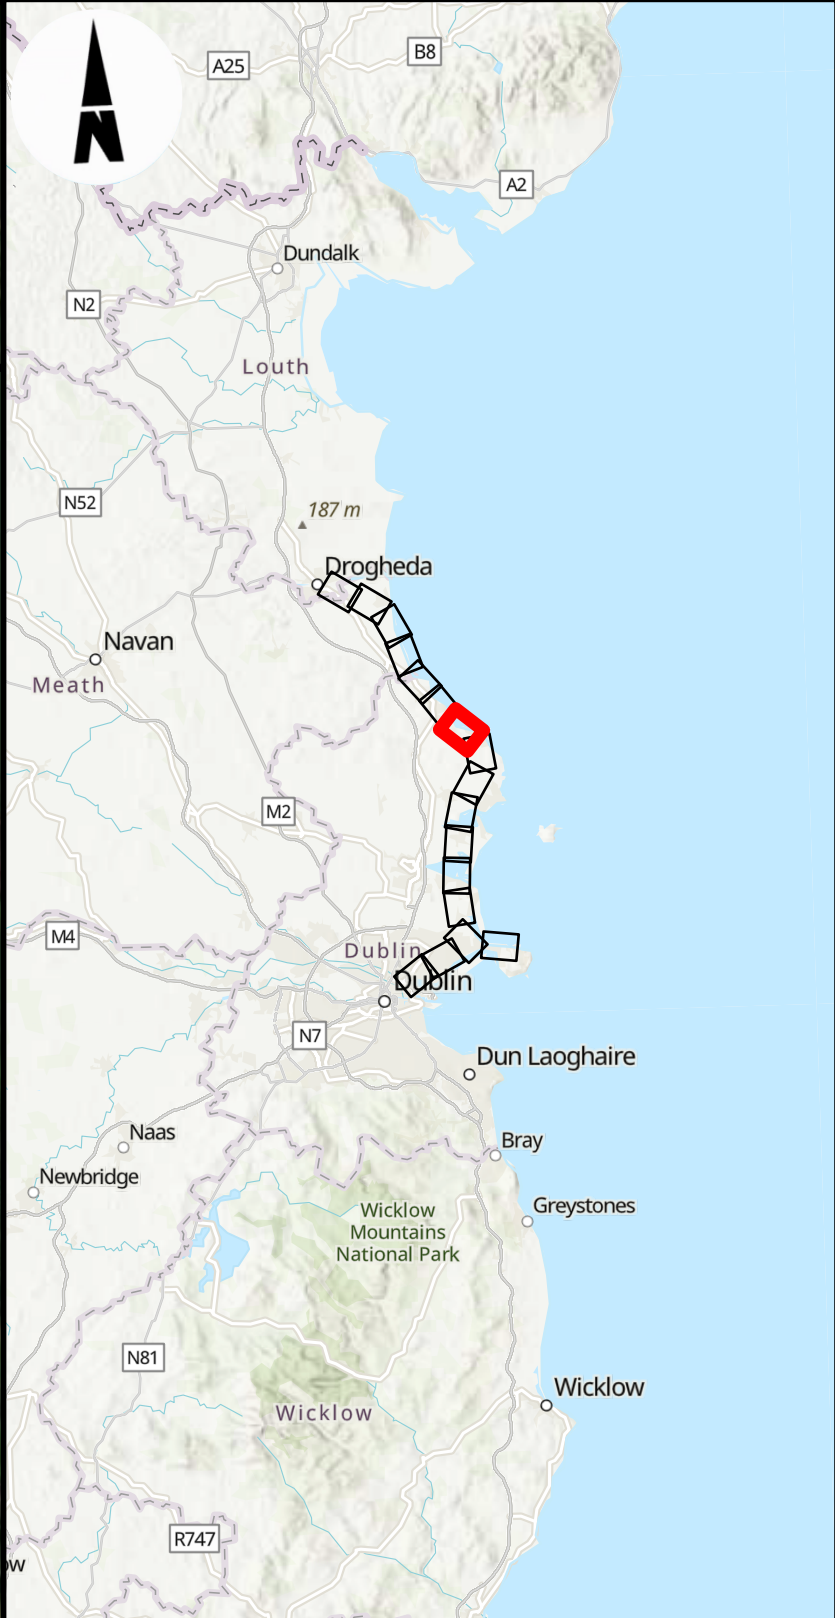 B8
A25
A2
N
Dundalk
N2
Louth
N52
187 m
Drogheda
Navan
Meath
M2
M4
Dublin
Dublin
N7
Dun Laoghaire
Naas
Bray
Newbridge
Greystones
Wicklow
Mountains
National Park
N81
Wicklow
Wicklow
R747
ow